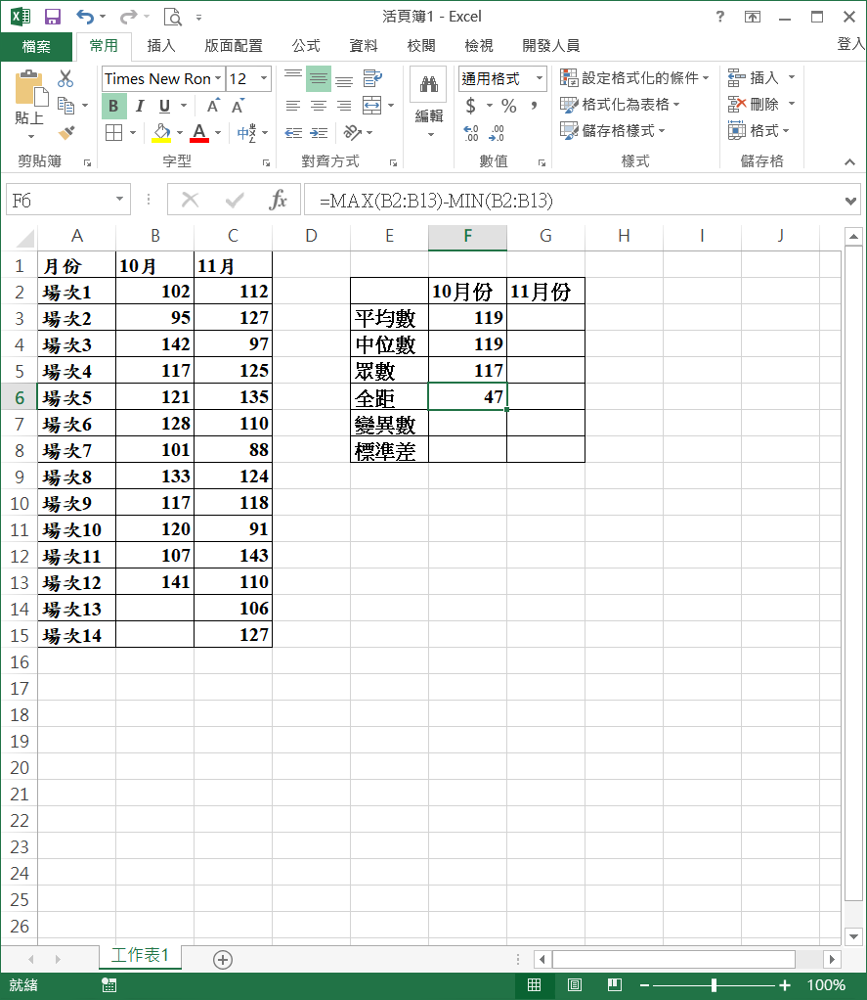 活頁簿1 - Excel
檔案 常用 插入 版面配置 公式 資料 校閱 檢視 開發人員 登入
Times New Ron 12 通用格式 設定格式化的條件 插入
貼上 B I U A A 編輯 $ % , 格式化為表格 刪除
A 中 .00 .00 儲存格樣式 格式
剪貼簿 字型 對齊方式 數值 樣式 儲存格
F6 fx =MAX(B2:B13)-MIN(B2:B13)
A B C D E F G H I J
1 月份 10月 11月
2 場次1 102 112 10月份 11月份
3 場次2 95 127 平均數 119
4 場次3 142 97 中位數 119
5 場次4 117 125 眾數 117
6 場次5 121 135 全距 47
7 場次6 128 110 變異數
8 場次7 101 88 標準差
9 場次8 133 124
10 場次9 117 118
11 場次10 120 91
12 場次11 107 143
13 場次12 141 110
14 場次13 106
15 場次14 127
16
17
18
19
20
21
22
23
24
25
26
工作表1
就緒 100%